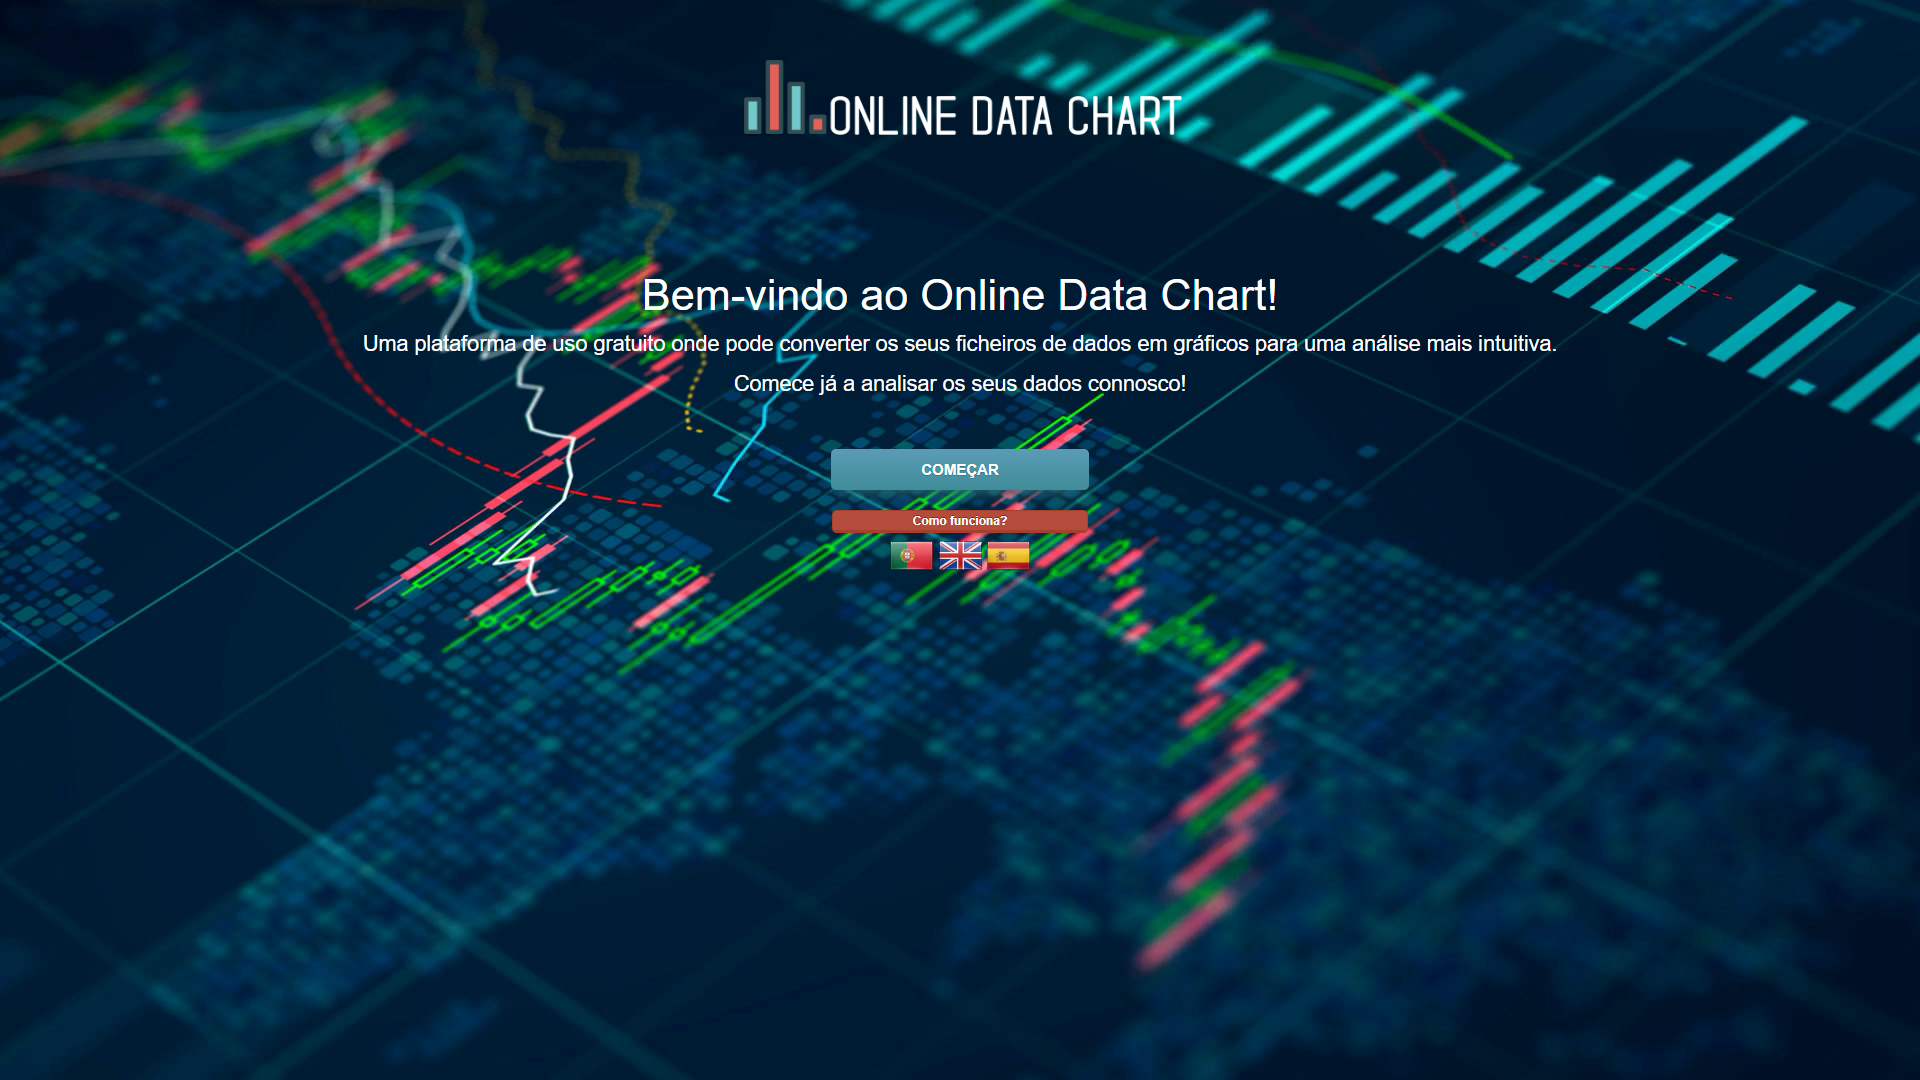 ONLINE DATA CHART
Bem-vindo ao Online Data Chart!
Uma plataforma de uso gratuito onde pode converter os seus ficheiros de dados em gráficos para uma análise mais intuitiva.
Comece já a analisar os seus dados connosco!
COMEÇAR
Como funciona?